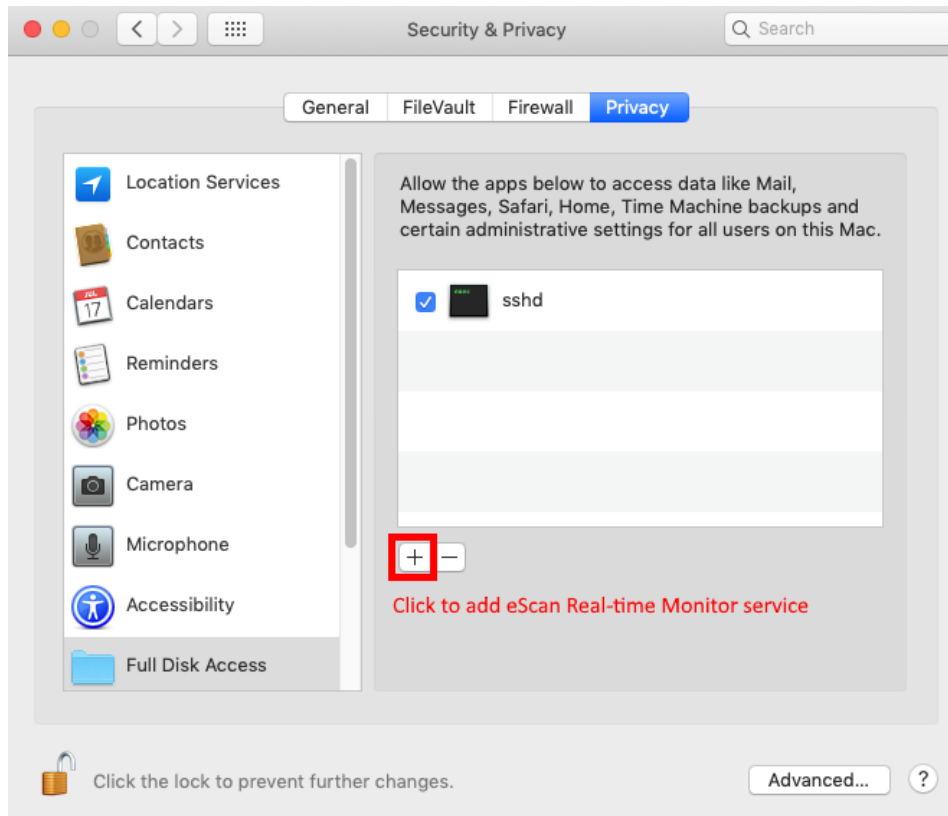 Security & Privacy
Search
General
FileVault
Firewall
Privacy
Location Services
Contacts
JUL
17
Calendars
Reminders
Photos
Camera
Microphone
Accessibility
Full Disk Access
Allow the apps below to access data like Mail,
Messages, Safari, Home, Time Machine backups and
certain administrative settings for all users on this Mac.
sshd
Click to add eScan Real-time Monitor service
Click the lock to prevent further changes.
Advanced...
?